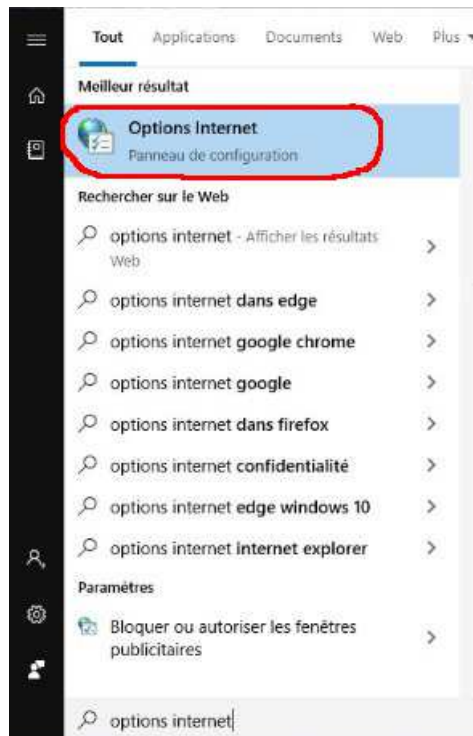 Tout Applications Documents Web Plus
Meilleur résultat
Options Internet
Panneau de configuration
Rechercher sur le Web
options internet - Afficher les résultats
Web
options internet dans edge
options internet google chrome
options internet google
options internet dans firefox
options internet confidentialité
options internet edge windows 10
options internet internet explorer
Paramètres
Bloquer ou autoriser les fenêtres
publicitaires
options internet